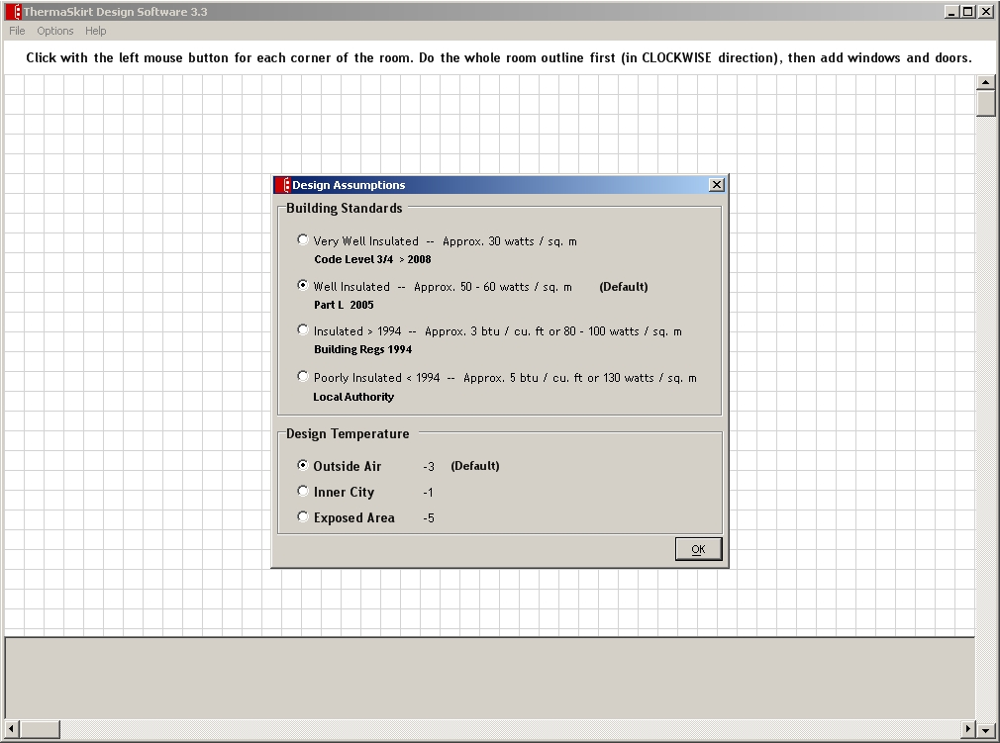 ThermaSkirt Design Software 3.3
File Options Help
Click with the left mouse button for each corner of the room. Do the whole room outline first (in CLOCKWISE direction), then add windows and doors.
Design Assumptions
Building Standards
Very Well Insulated -- Approx. 30 watts / sq. m
Code Level 3/4 > 2008
Well Insulated -- Approx. 50 - 60 watts / sq. m (Default)
Part L 2005
Insulated > 1994 -- Approx. 3 btu / cu. ft or 80 - 100 watts / sq. m
Building Regs 1994
Poorly Insulated < 1994 -- Approx. 5 btu / cu. ft or 130 watts / sq. m
Local Authority
Design Temperature
Outside Air -3 (Default)
Inner City -1
Exposed Area -5
OK